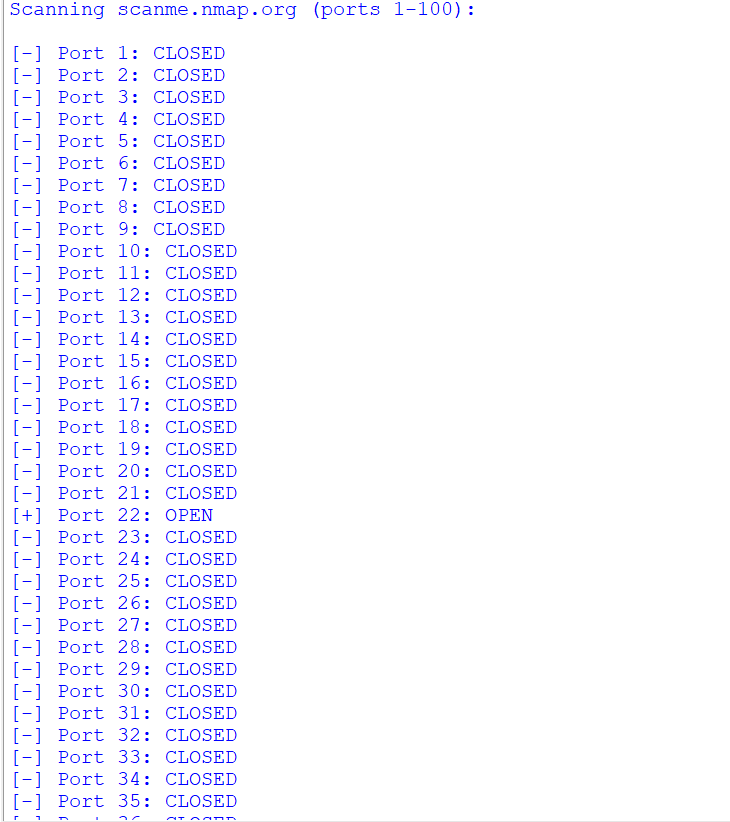 Scanning scanme.nmap.org (ports 1-100):
[-] Port 1: CLOSED
[-] Port 2: CLOSED
[-] Port 3: CLOSED
[-] Port 4: CLOSED
[-] Port 5: CLOSED
[-] Port 6: CLOSED
[-] Port 7: CLOSED
[-] Port 8: CLOSED
[-] Port 9: CLOSED
[-] Port 10: CLOSED
[-] Port 11: CLOSED
[-] Port 12: CLOSED
[-] Port 13: CLOSED
[-] Port 14: CLOSED
[-] Port 15: CLOSED
[-] Port 16: CLOSED
[-] Port 17: CLOSED
[-] Port 18: CLOSED
[-] Port 19: CLOSED
[-] Port 20: CLOSED
[-] Port 21: CLOSED
[+] Port 22: OPEN
[-] Port 23: CLOSED
[-] Port 24: CLOSED
[-] Port 25: CLOSED
[-] Port 26: CLOSED
[-] Port 27: CLOSED
[-] Port 28: CLOSED
[-] Port 29: CLOSED
[-] Port 30: CLOSED
[-] Port 31: CLOSED
[-] Port 32: CLOSED
[-] Port 33: CLOSED
[-] Port 34: CLOSED
[-] Port 35: CLOSED